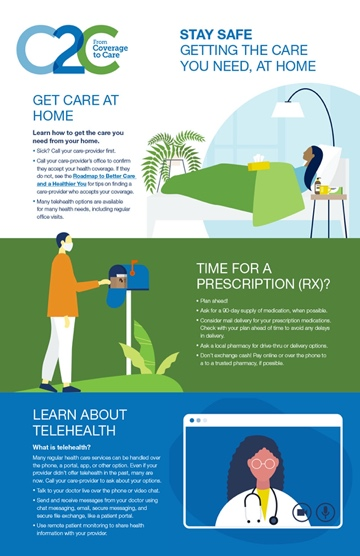 C2C
From
Coverage
to Care
STAY SAFE
GETTING THE CARE
YOU NEED, AT HOME
GET CARE AT
HOME
Learn how to get the care you
need from your home.
• Sick? Call your care-provider first.
• Call your care-provider's office to confirm
they accept your health coverage. If they
do not, see the Roadmap to Better Care
and a Healthier You for tips on finding a
care-provider who accepts your coverage.
• Many telehealth options are available
for many health needs, including regular
office visits.
TIME FOR A
PRESCRIPTION (RX)?
• Plan ahead!
• Ask for a 90-day supply of medication, when possible.
• Consider mail delivery for your prescription medications.
Check with your plan ahead of time to avoid any delays
in delivery.
• Ask a local pharmacy for drive-thru or delivery options.
• Don't exchange cash! Pay online or over the phone to
a to a trusted pharmacy, if possible.
LEARN ABOUT
TELEHEALTH
What is telehealth?
Many regular health care services can be handled over
the phone, a portal, app, or other option. Even if your
provider didn't offer telehealth in the past, many are
now. Call your care-provider to ask about your options.
• Talk to your doctor live over the phone or video chat.
• Send and receive messages from your doctor using
chat messaging, email, secure messaging, and
secure file exchange, like a patient portal.
• Use remote patient monitoring to share health
information with your provider.